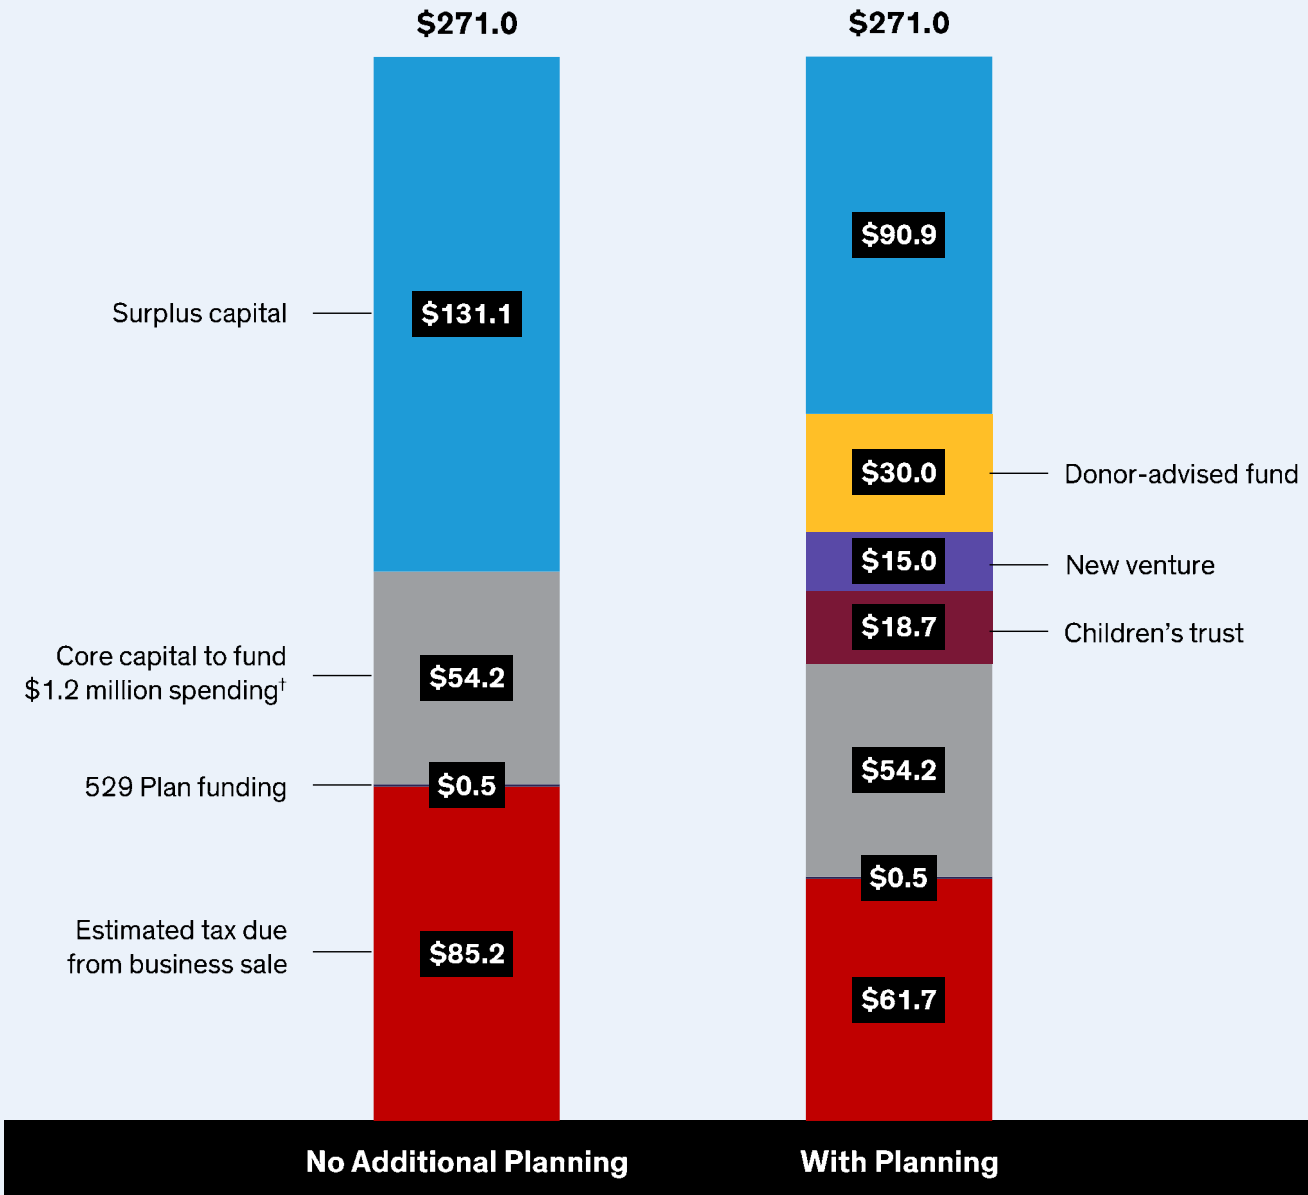 $271.0
$271.0
Surplus capital
$131.1
$90.9
$30.0
Donor-advised fund
$15.0
New venture
$18.7
Children’s trust
Core capital to fund
$1.2 million spending†
$54.2
$54.2
529 Plan funding
$0.5
$0.5
Estimated tax due
from business sale
$85.2
$61.7
No Additional Planning
With Planning